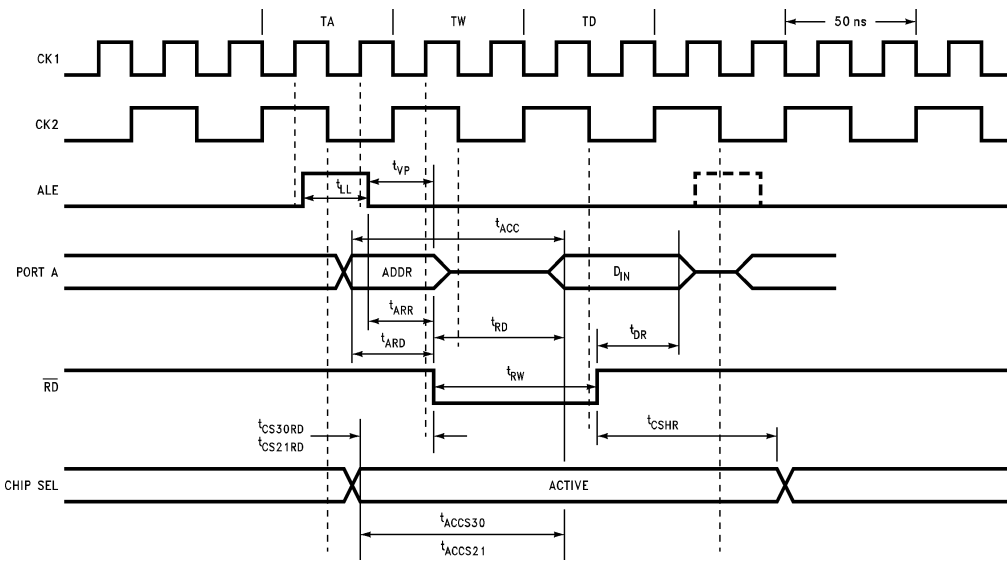 TA TW TD 50 ns
CK1
CK2
ALE
tVP
tLL
tACC
PORT A
ADDR
DIN
tARR
tRD
tDR
tARD
RD
tRW
tCS30RD
tCS21RD
tCSHR
CHIP SEL
ACTIVE
tACCS30
tACCS21